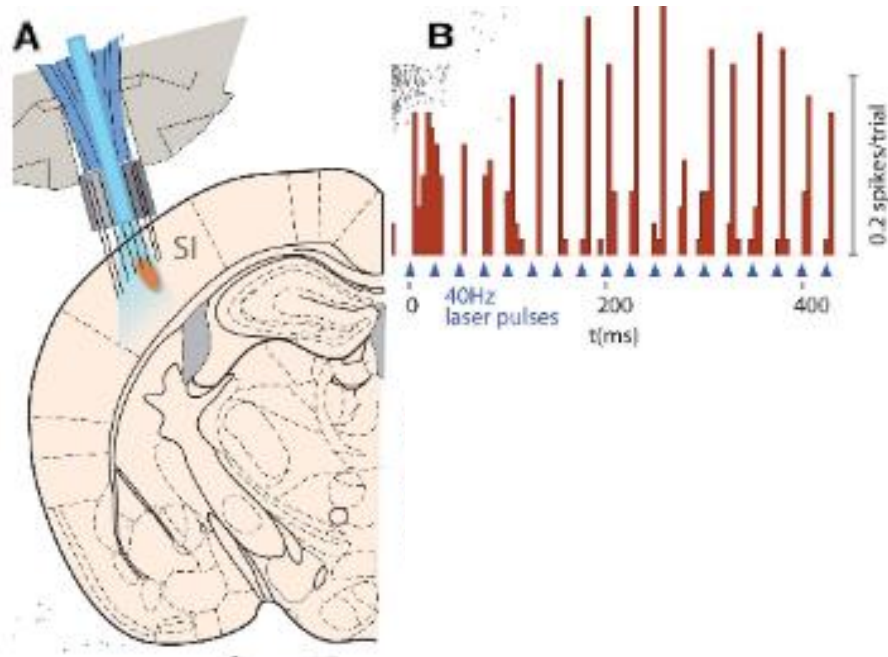 A
B
SI
0.2 spikes/trial
0
40Hz
laser pulses
200
400
t(ms)